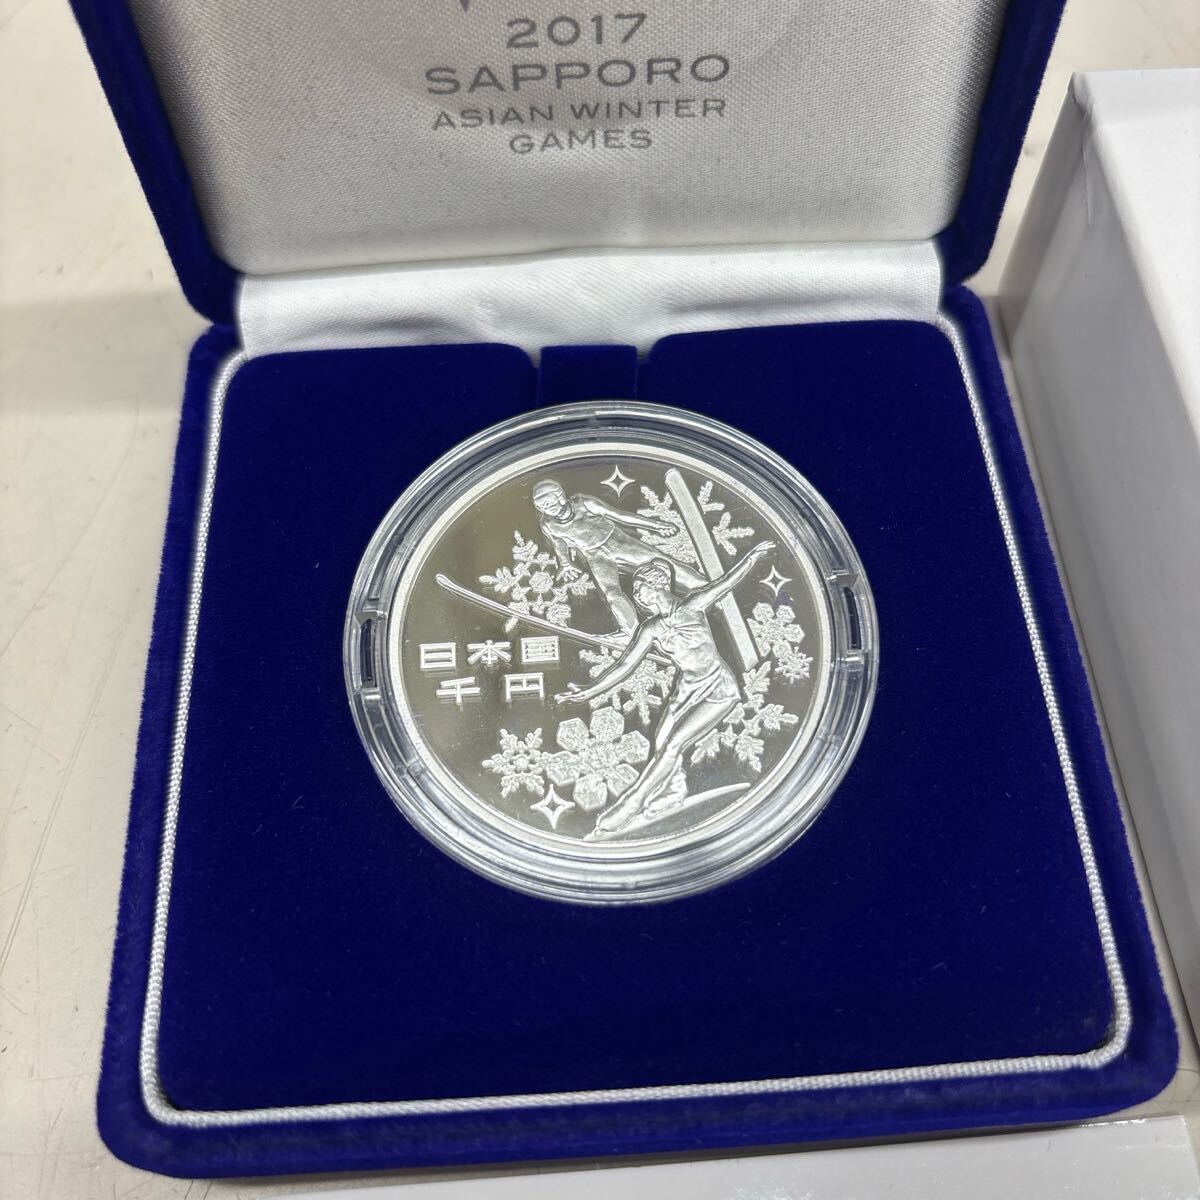 2017
SAPPORO
ASIAN WINTER
GAMES
日本国
千円